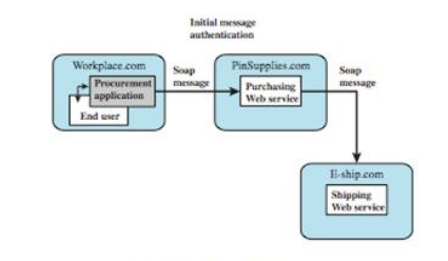 Initial message
authentication
Workplace.com
Procurement
application
End user
Soap
message
PinSupplies.com
Purchasing
Web service
Soap
message
E-ship.com
Shipping
Web service